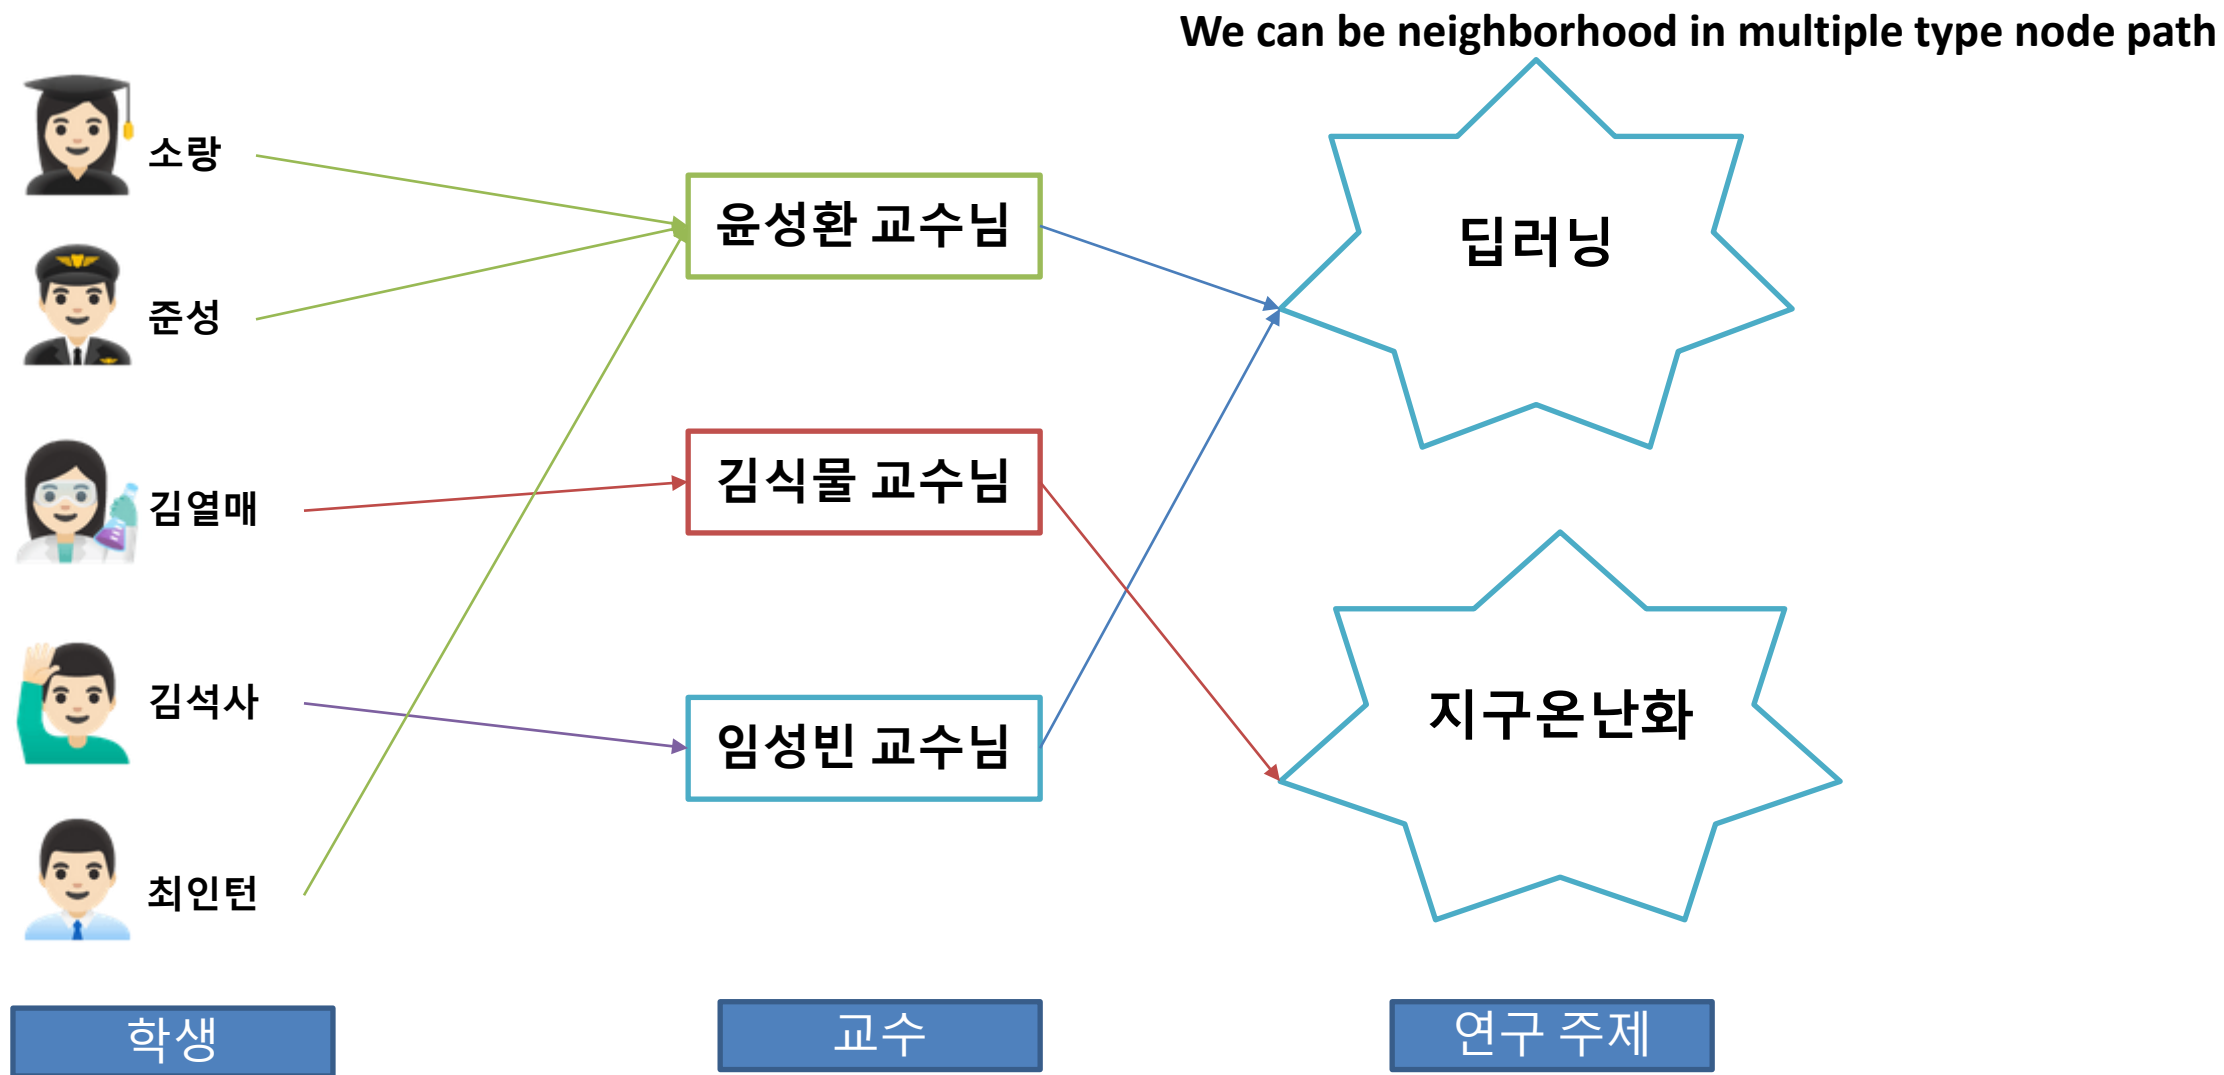 We can be neighborhood in multiple type node path
소랑
준성
김열매
김석사
최인턴
윤성환 교수님
김식물 교수님
임성빈 교수님
딥러닝
지구온난화
학생
교수
연구 주제